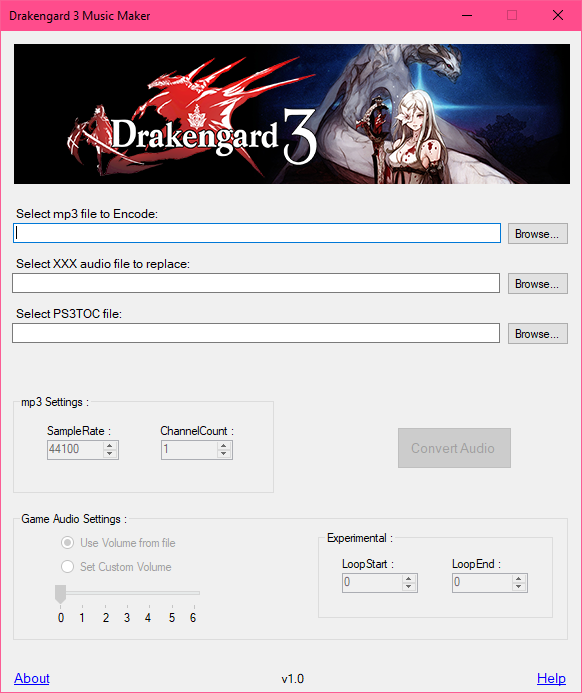 Drakengard 3 Music Maker
Drakengard 3
Select mp3 file to Encode:
Browse...
Select XXX audio file to replace:
Browse...
Select PS3TOC file:
Browse...
mp3 Settings :
SampleRate :
ChannelCount :
44100
1
Convert Audio
Game Audio Settings :
Use Volume from file
Set Custom Volume
0 1 2 3 4 5 6
Experimental :
LoopStart :
LoopEnd :
0
0
About
v1.0
Help